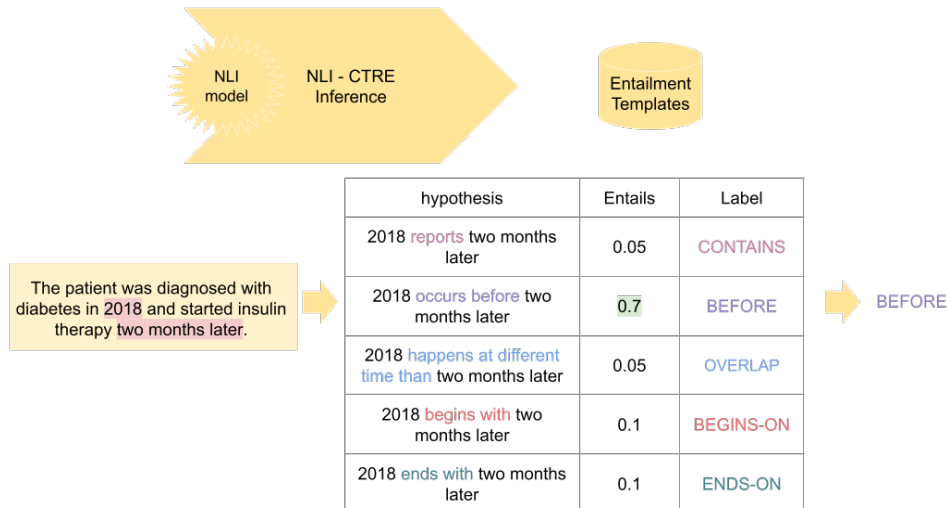 NLI
model
NLI - CTRE
Inference
Entailment
Templates
The patient was diagnosed with
diabetes in 2018 and started insulin
therapy two months later.
hypothesis Entails Label
2018 reports two months
later 0.05 CONTAINS
2018 occurs before two
months later 0.7 BEFORE
2018 happens at different
time than two months later 0.05 OVERLAP
2018 begins with two
months later 0.1 BEGINS-ON
2018 ends with two months
later 0.1 ENDS-ON
BEFORE